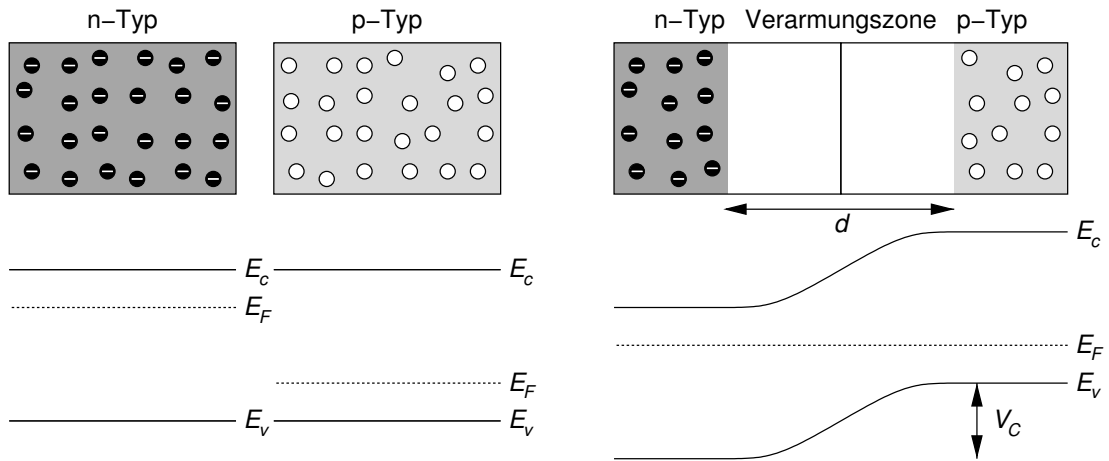 n−Typ
p−Typ
n−Typ Verarmungszone p−Typ
d
E_c
E_F
E_v
E_c
E_F
E_v
E_c
E_F
E_v
V_C